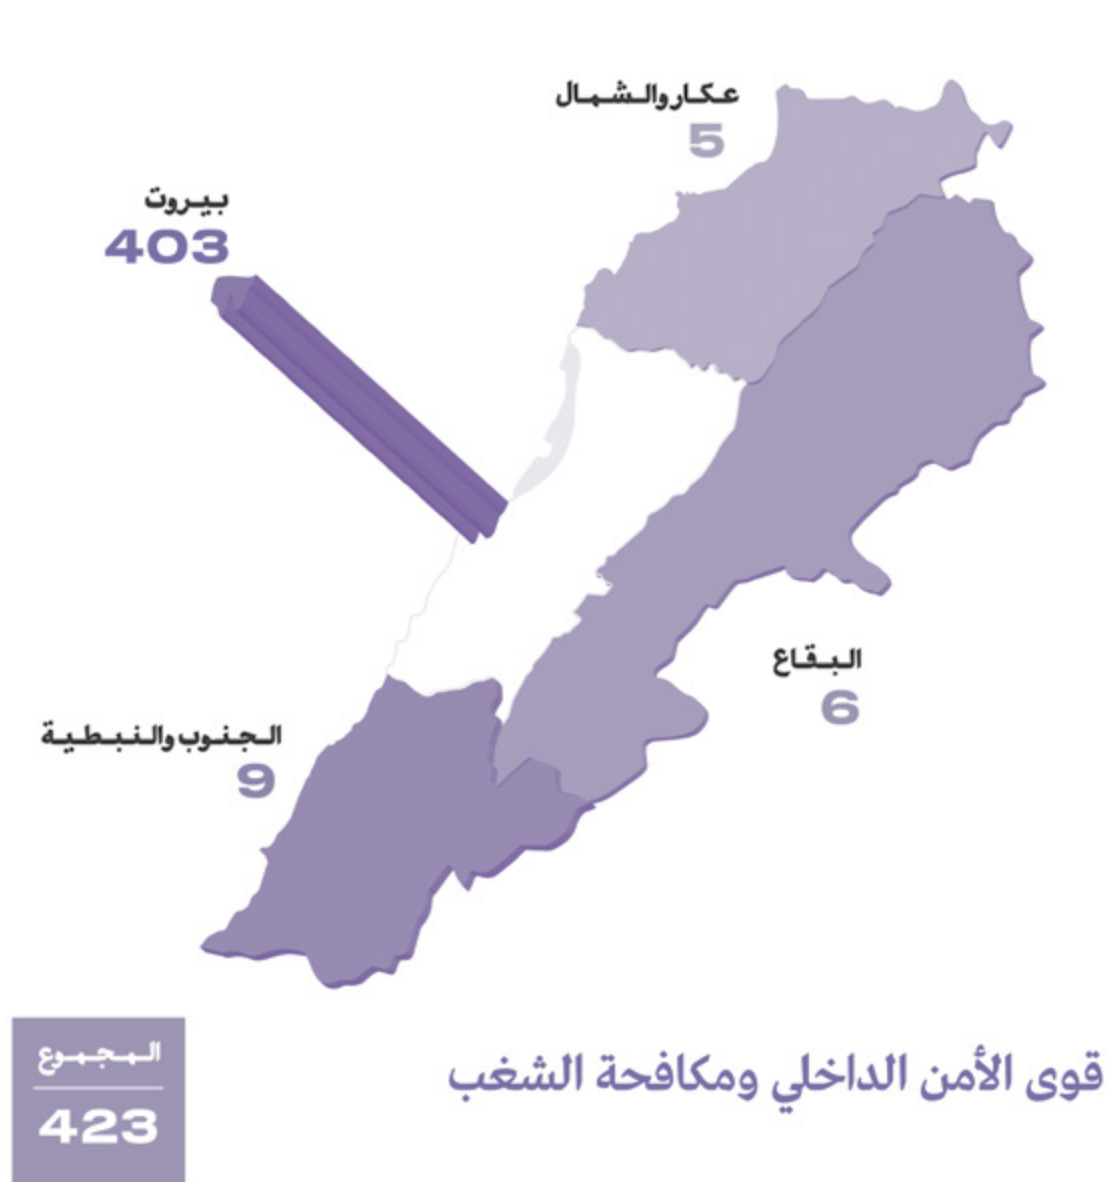 عكار والشمال
5
بيروت
403
البقاع
6
الجنوب والنبطية
9
قوى الأمن الداخلي ومكافحة الشغب
المجموع
423